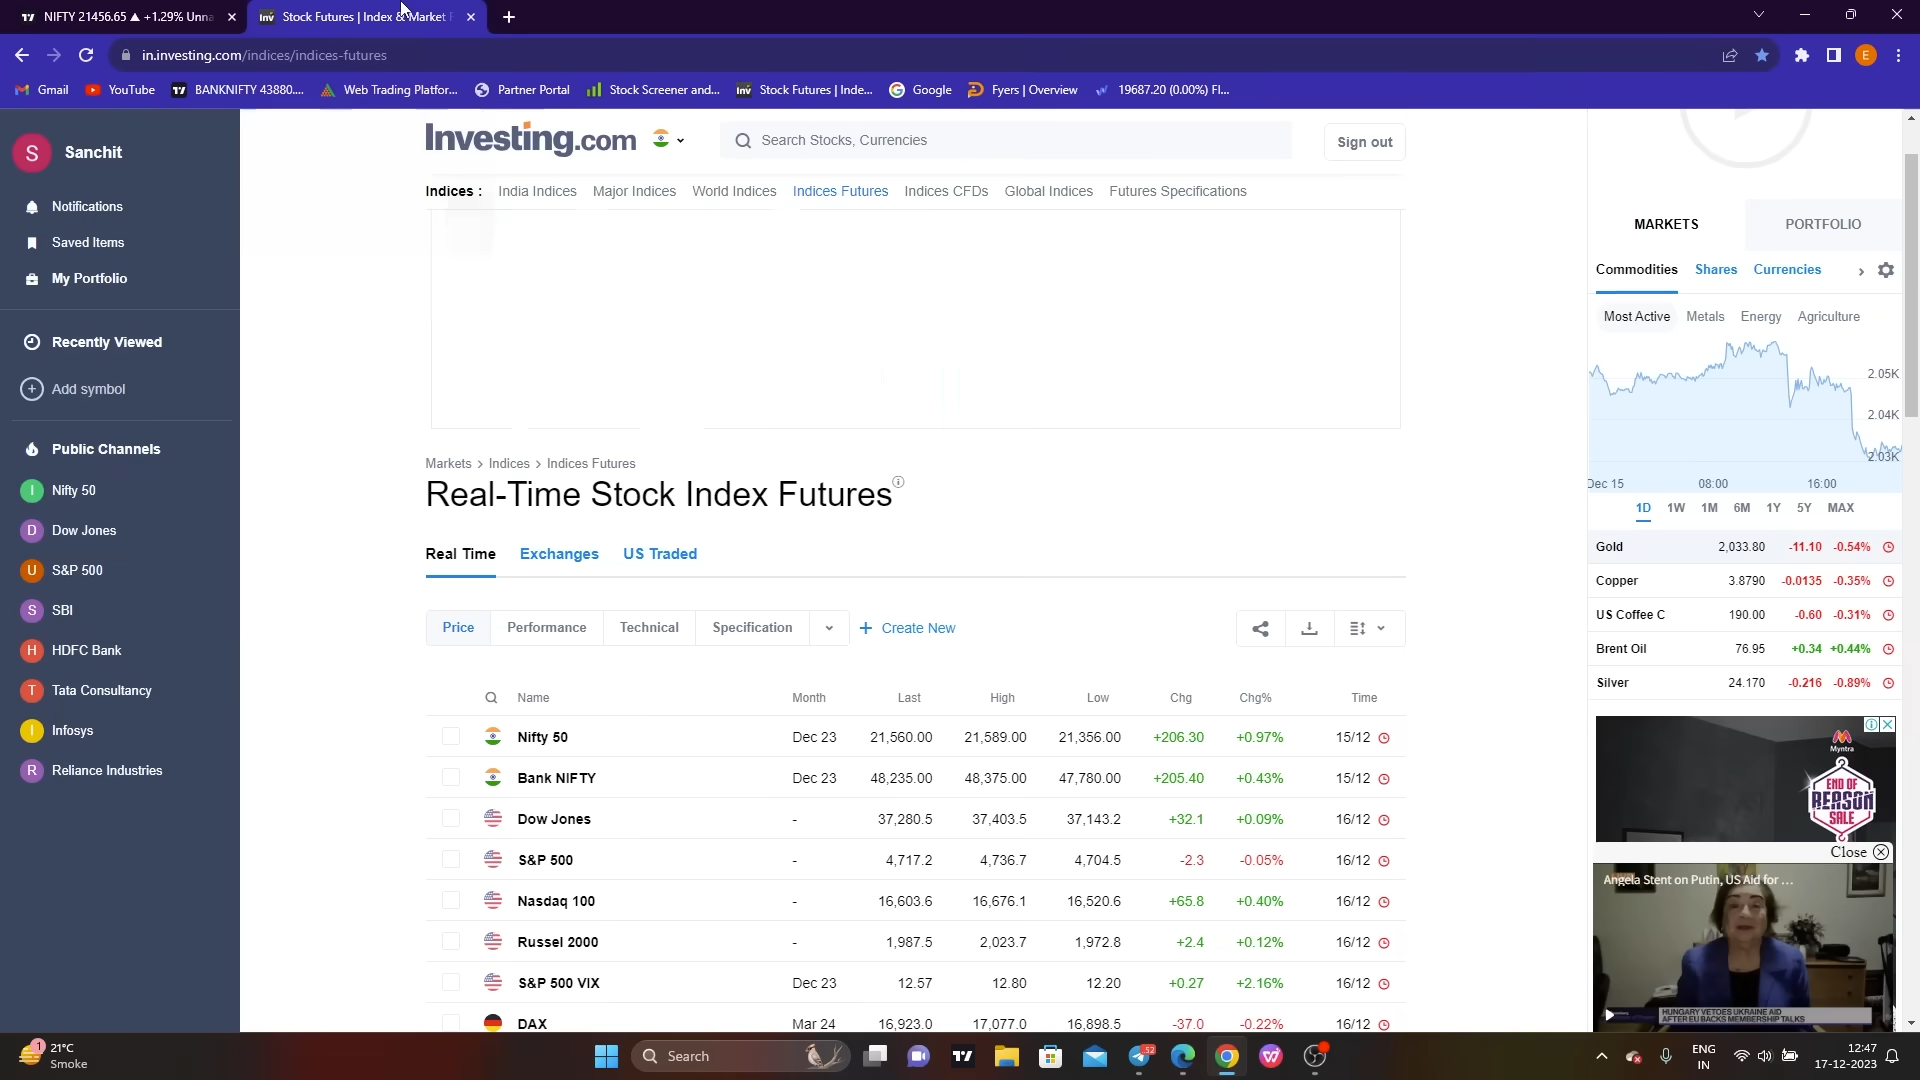 NIFTY 21456.65 ▲ +1.29% Unna
Stock Futures | Index & Market F
in.investing.com/indices/indices-futures
E
Gmail
YouTube
BANKNIFTY 43880....
Web Trading Platfor...
Partner Portal
Stock Screener and...
Stock Futures | Inde...
Google
Fyers | Overview
19687.20 (0.00%) Fl...
S Sanchit
Notifications
Saved Items
My Portfolio
Recently Viewed
Add symbol
Public Channels
I Nifty 50
D Dow Jones
U S&P 500
S SBI
H HDFC Bank
T Tata Consultancy
I Infosys
R Reliance Industries
Investing.com
Search Stocks, Currencies
Sign out
Indices : India Indices Major Indices World Indices Indices Futures Indices CFDs Global Indices Futures Specifications
Markets > Indices > Indices Futures
Real-Time Stock Index Futures
Real Time Exchanges US Traded
Price Performance Technical Specification + Create New
Name Month Last High Low Chg Chg% Time
Nifty 50 Dec 23 21,560.00 21,589.00 21,356.00 +206.30 +0.97% 15/12
Bank NIFTY Dec 23 48,235.00 48,375.00 47,780.00 +205.40 +0.43% 15/12
Dow Jones - 37,280.5 37,403.5 37,143.2 +32.1 +0.09% 16/12
S&P 500 - 4,717.2 4,736.7 4,704.5 -2.3 -0.05% 16/12
Nasdaq 100 - 16,603.6 16,676.1 16,520.6 +65.8 +0.40% 16/12
Russel 2000 - 1,987.5 2,023.7 1,972.8 +2.4 +0.12% 16/12
S&P 500 VIX Dec 23 12.57 12.80 12.20 +0.27 +2.16% 16/12
DAX Mar 24 16,923.0 17,077.0 16,898.5 -37.0 -0.22% 16/12
MARKETS PORTFOLIO
Commodities Shares Currencies
Most Active Metals Energy Agriculture
2.05K
2.04K
2.03K
Dec 15 08:00 16:00
1D 1W 1M 6M 1Y 5Y MAX
Gold 2,033.80 -11.10 -0.54%
Copper 3.8790 -0.0135 -0.35%
US Coffee C 190.00 -0.60 -0.31%
Brent Oil 76.95 +0.34 +0.44%
Silver 24.170 -0.216 -0.89%
Myntra
END OF
REASON
SALE
Close
Angela Stent on Putin, US Aid for ...
HUNGARY VETOES UKRAINE AID
AFTER EU BACKS MEMBERSHIP TALKS
1
21°C
Smoke
Search
52
ENG
IN
12:47
17-12-2023